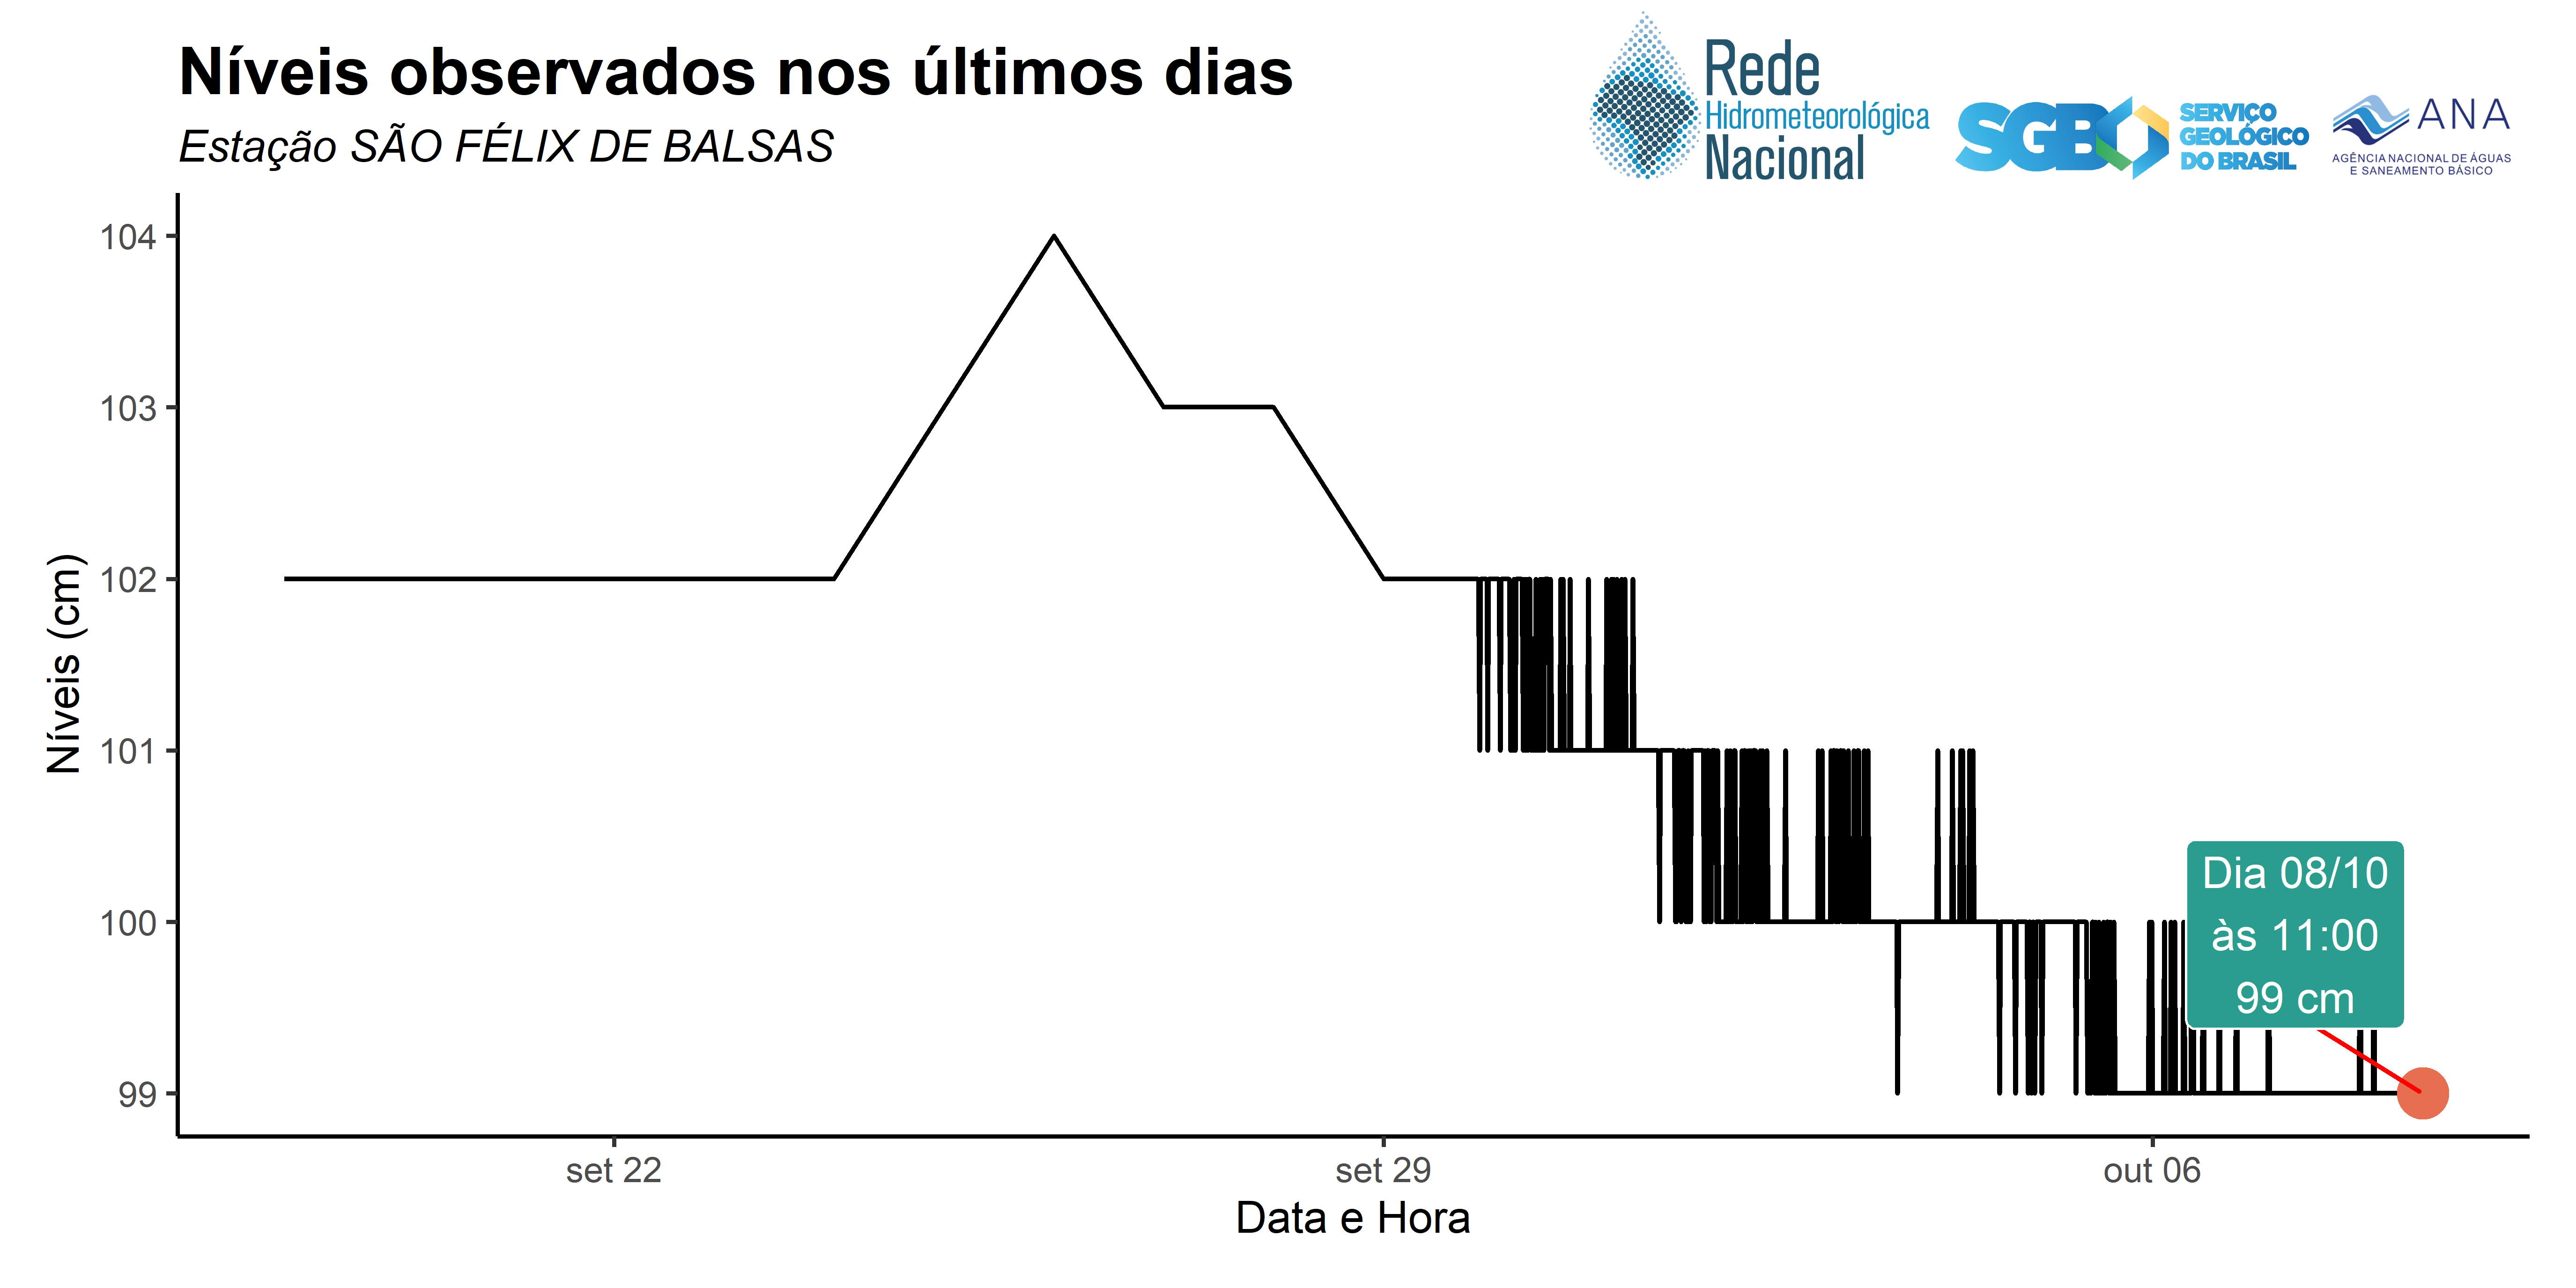 Níveis observados nos últimos dias
Estação SÃO FÉLIX DE BALSAS
Rede
Hidrometeorológica
Nacional
SGB
SERVIÇO
GEOLÓGICO
DO BRASIL
ANA
AGÊNCIA NACIONAL DE ÁGUAS
E SANEAMENTO BÁSICO
Níveis (cm)
104
103
102
101
100
99
Dia 08/10
às 11:00
99 cm
set 22
set 29
out 06
Data e Hora